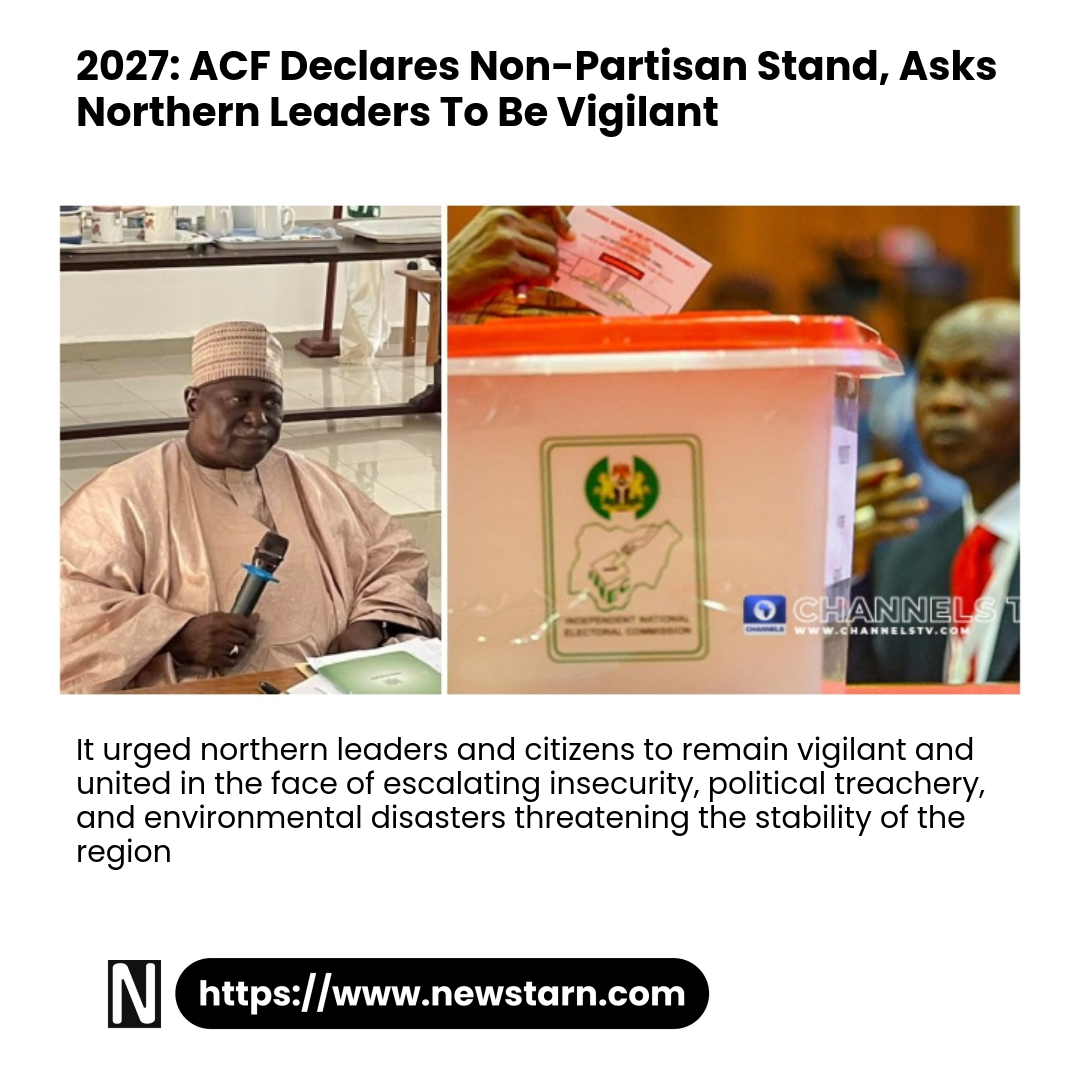 2027: ACF Declares Non-Partisan Stand, Asks
Northern Leaders To Be Vigilant
INDEPENDENT NATIONAL
ELECTORAL COMMISSION
CHANNELS T
CHANNELS
WWW.CHANNELSTV.COM
It urged northern leaders and citizens to remain vigilant and
united in the face of escalating insecurity, political treachery,
and environmental disasters threatening the stability of the
region
N
https://www.newstarn.com